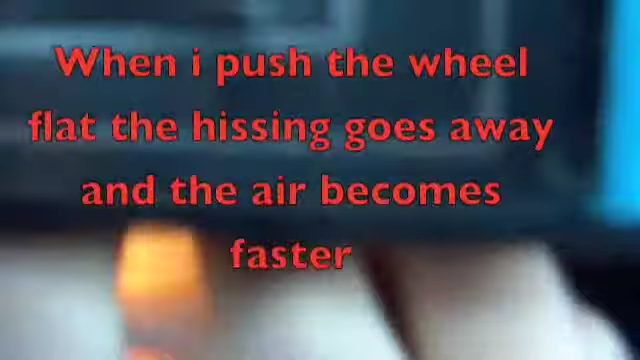 When i push the wheel
flat the hissing goes away
and the air becomes
faster